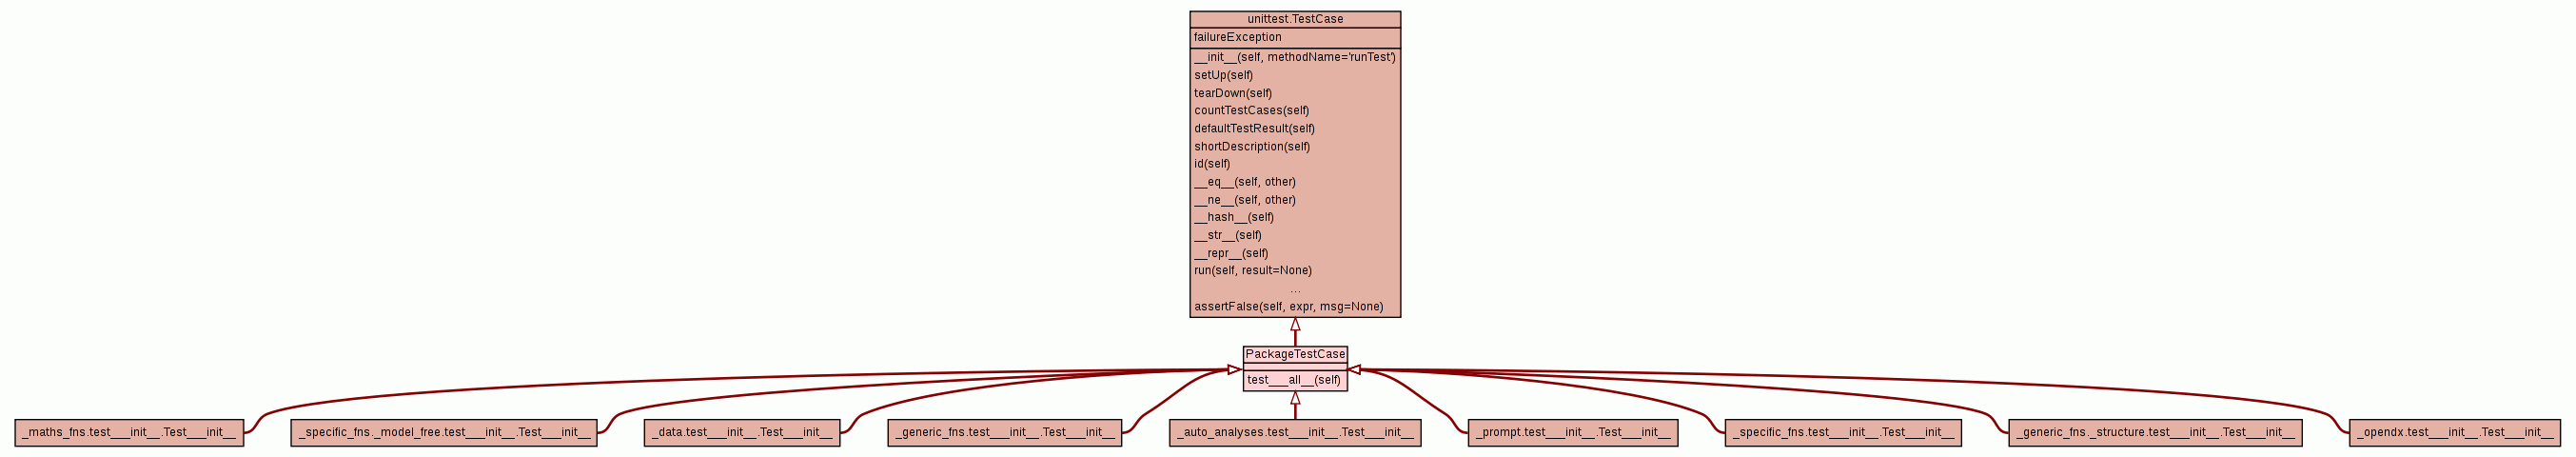 unittest.TestCase
failureException
__init__(self, methodName='runTest')
setUp(self)
tearDown(self)
countTestCases(self)
defaultTestResult(self)
shortDescription(self)
id(self)
__eq__(self, other)
__ne__(self, other)
__hash__(self)
__str__(self)
__repr__(self)
run(self, result=None)
...
assertFalse(self, expr, msg=None)
PackageTestCase
test___all__(self)
_maths_fns.test___init__.Test___init__
_specific_fns._model_free.test___init__.Test___init__
_data.test___init__.Test___init__
_generic_fns.test___init__.Test___init__
_auto_analyses.test___init__.Test___init__
_prompt.test___init__.Test___init__
_specific_fns.test___init__.Test___init__
_generic_fns._structure.test___init__.Test___init__
_opendx.test___init__.Test___init__